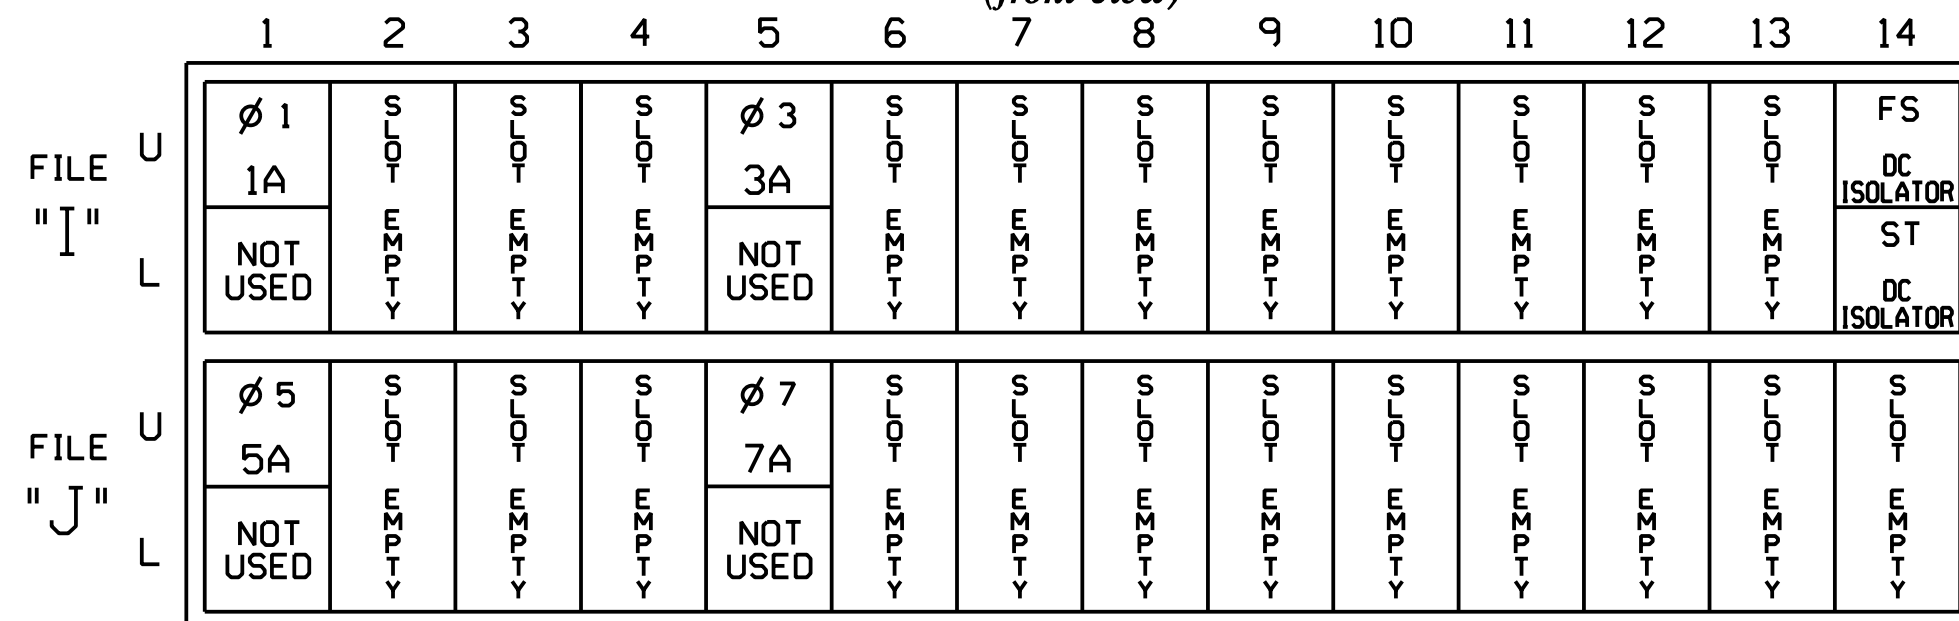 (front view)
1 2 3 4 5 6 7 8 9 10 11 12 13 14
FILE "I"
U
L
Ø 1
1A
NOT USED
SLOT EMPTY
SLOT EMPTY
SLOT EMPTY
Ø 3
3A
NOT USED
SLOT EMPTY
SLOT EMPTY
SLOT EMPTY
SLOT EMPTY
SLOT EMPTY
SLOT EMPTY
SLOT EMPTY
SLOT EMPTY
FS
DC ISOLATOR
ST
DC ISOLATOR
FILE "J"
U
L
Ø 5
5A
NOT USED
SLOT EMPTY
SLOT EMPTY
SLOT EMPTY
Ø 7
7A
NOT USED
SLOT EMPTY
SLOT EMPTY
SLOT EMPTY
SLOT EMPTY
SLOT EMPTY
SLOT EMPTY
SLOT EMPTY
SLOT EMPTY
SLOT EMPTY